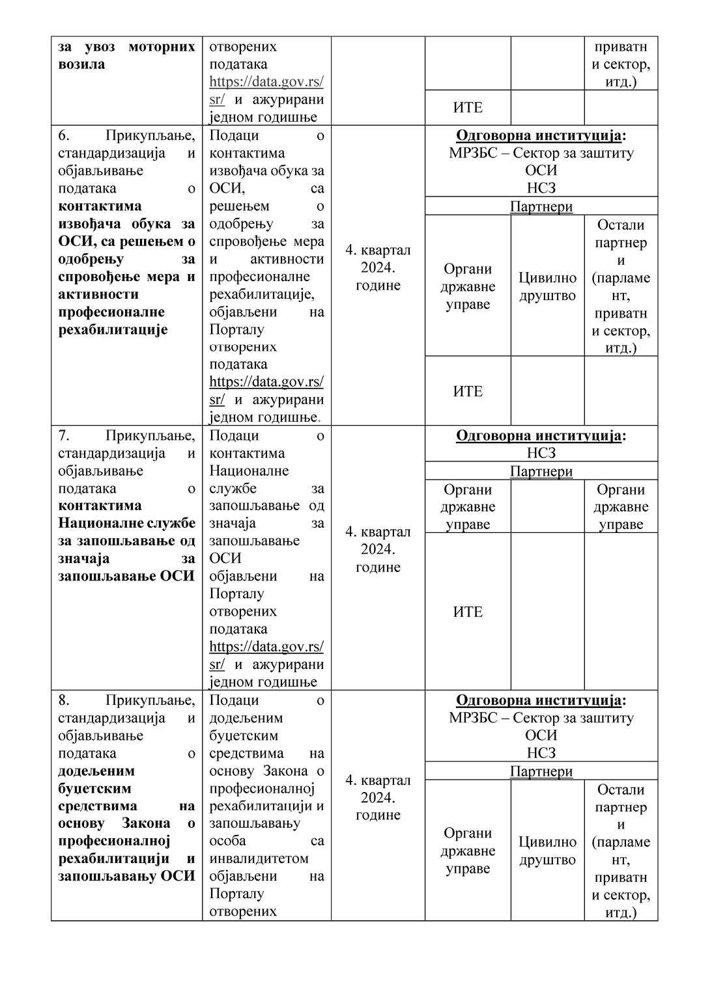 за увоз моторних
возила
отворених
података
https://data.gov.rs/
sr/ и ажурирани
једном годишње
приватн
и сектор,
итд.)
ИТЕ
6. Прикупљање,
стандардизација и
објављивање
података о
контактима
извођача обука за
ОСИ, са решењем о
одобрењу за
спровођење мера и
активности
професионалне
рехабилитације
Подаци о
контактима
извођача обука за
ОСИ, са
решењем о
одобрењу за
спровођење мера
и активности
професионалне
рехабилитације,
објављени на
Порталу
отворених
података
https://data.gov.rs/
sr/ и ажурирани
једном годишње.
4. квартал
2024.
године
Одговорна институција:
МРЗБС – Сектор за заштиту
ОСИ
НСЗ
Партнери
Органи
државне
управе
Цивилно
друштво
Остали
партнер
и
(парламе
нт,
приватн
и сектор,
итд.)
ИТЕ
7. Прикупљање,
стандардизација и
објављивање
података о
контактима
Националне службе
за запошљавање од
значаја за
запошљавање ОСИ
Подаци о
контактима
Националне
службе за
запошљавање од
значаја за
запошљавање
ОСИ
објављени на
Порталу
отворених
података
https://data.gov.rs/
sr/ и ажурирани
једном годишње
4. квартал
2024.
године
Одговорна институција:
НСЗ
Партнери
Органи
државне
управе
Органи
државне
управе
ИТЕ
8. Прикупљање,
стандардизација и
објављивање
података о
додељеним
буџетским
средствима на
основу Закона о
професионалној
рехабилитацији и
запошљавању ОСИ
Подаци о
додељеним
буџетским
средствима на
основу Закона о
професионалној
рехабилитацији и
запошљавању
особа са
инвалидитетом
објављени на
Порталу
отворених
4. квартал
2024.
године
Одговорна институција:
МРЗБС – Сектор за заштиту
ОСИ
НСЗ
Партнери
Органи
државне
управе
Цивилно
друштво
Остали
партнер
и
(парламе
нт,
приватн
и сектор,
итд.)